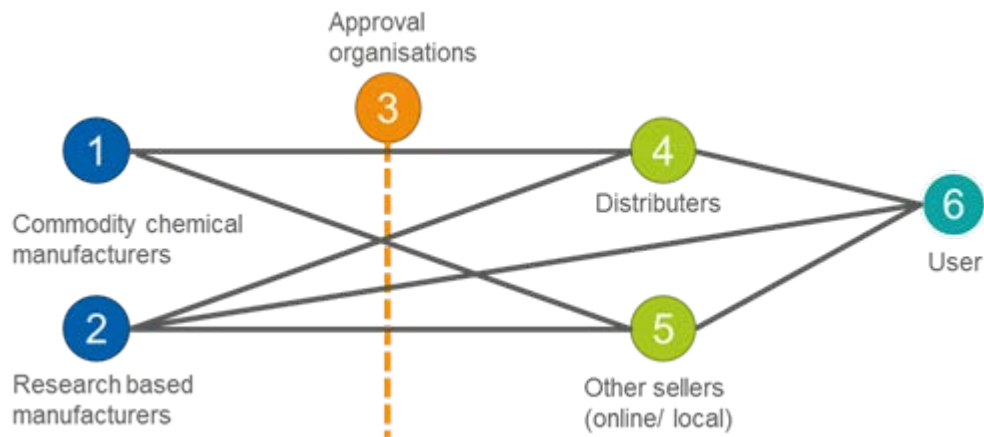 Approval
organisations
3
1
4
Commodity chemical
manufacturers
Distributers
6
User
2
5
Research based
manufacturers
Other sellers
(online/ local)